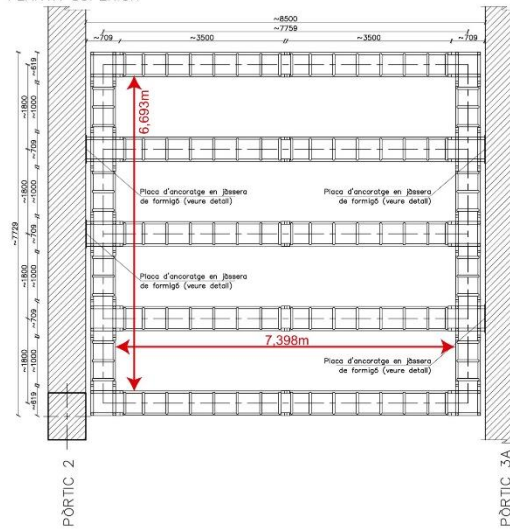 ~8500
~7759
~709
~3500
~3500
~709
~619
~1000
~1800
~709
~1000
~1800
~709
~7729
~1000
~1800
~709
~1000
~1800
~619
6,693m
Placa d'ancoratge en jàssera
de formigó (veure detall)
Placa d'ancoratge en jàssera
de formigó (veure detall)
Placa d'ancoratge en jàssera
de formigó (veure detall)
7,398m
Placa d'ancoratge en jàssera
de formigó (veure detall)
PÒRTIC 2
PÒRTIC 3A